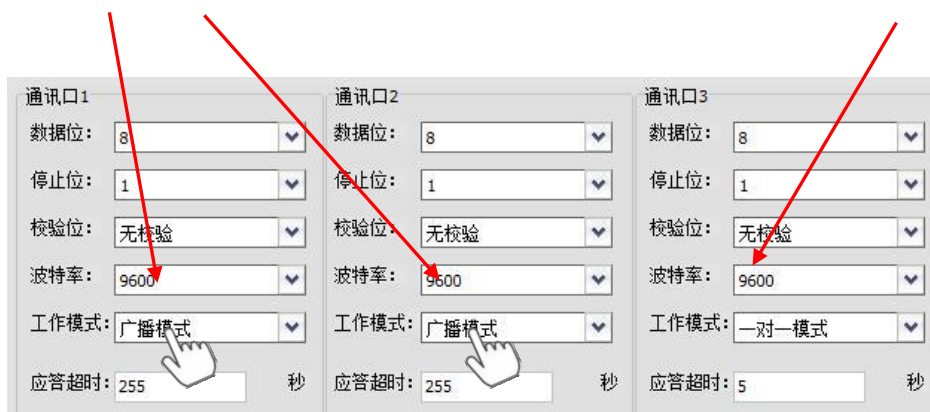 通讯口1 通讯口2 通讯口3
数据位: 8 数据位: 8 数据位: 8
停止位: 1 停止位: 1 停止位: 1
校验位: 无校验 校验位: 无校验 校验位: 无校验
波特率: 9600 波特率: 9600 波特率: 9600
工作模式: 广播模式 工作模式: 广播模式 工作模式: 一对一模式
应答超时: 255 秒 应答超时: 255 秒 应答超时: 5 秒